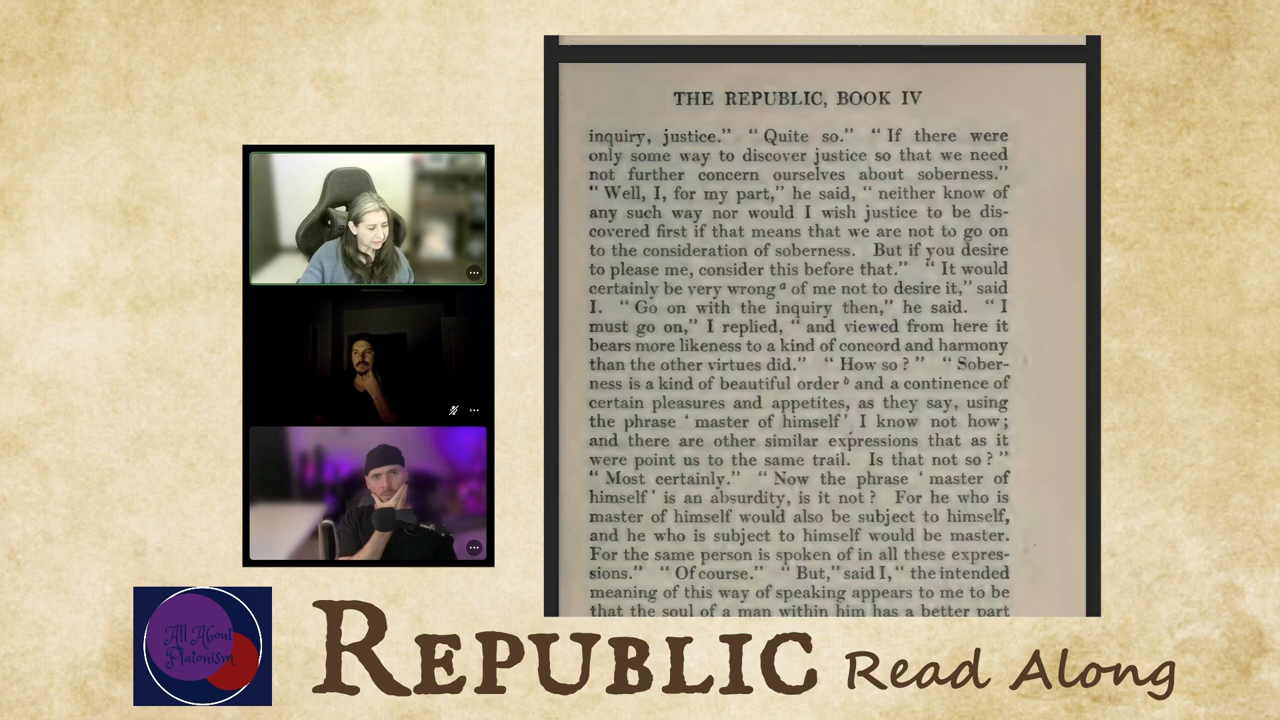 THE REPUBLIC, BOOK IV
inquiry, justice.” “ Quite so.” “ If there were
only some way to discover justice so that we need
not further concern ourselves about soberness.”
“ Well, I, for my part,” he said, “ neither know of
any such way nor would I wish justice to be dis-
covered first if that means that we are not to go on
to the consideration of soberness. But if you desire
to please me, consider this before that.” “ It would
certainly be very wrong a of me not to desire it,” said
I. “ Go on with the inquiry then,” he said. “ I
must go on,” I replied, “ and viewed from here it
bears more likeness to a kind of concord and harmony
than the other virtues did.” “ How so ? ” “ Sober-
ness is a kind of beautiful order b and a continence of
certain pleasures and appetites, as they say, using
the phrase ‘ master of himself ’ I know not how ;
and there are other similar expressions that as it
were point us to the same trail. Is that not so ? ”
“ Most certainly.” “ Now the phrase ‘ master of
himself ’ is an absurdity, is it not ? For he who is
master of himself would also be subject to himself,
and he who is subject to himself would be master.
For the same person is spoken of in all these expres-
sions.” “ Of course.” “ But,” said I, “ the intended
meaning of this way of speaking appears to me to be
that the soul of a man within him has a better part
All About
Platonism
REPUBLIC Read Along